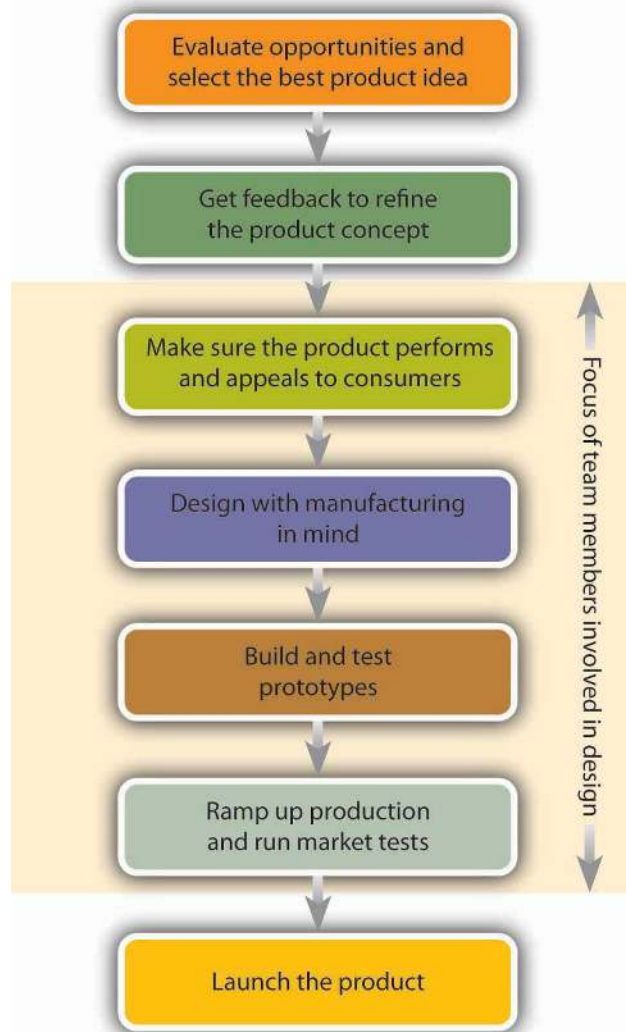 Evaluate opportunities and
select the best product idea
Get feedback to refine
the product concept
Make sure the product performs
and appeals to consumers
Design with manufacturing
in mind
Build and test
prototypes
Ramp up production
and run market tests
Launch the product
Focus of team members involved in design